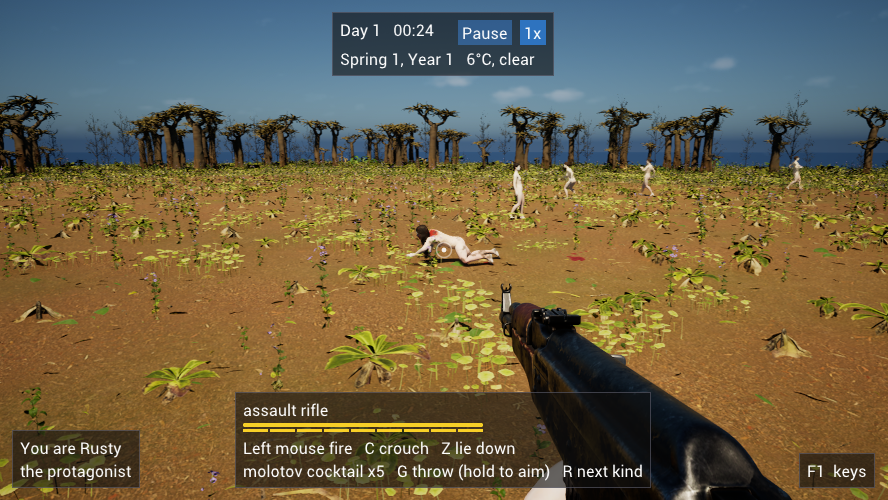 Day 1 00:24 Pause 1x
Spring 1, Year 1 6°C, clear
assault rifle
Left mouse fire C crouch Z lie down
molotov cocktail x5 G throw (hold to aim) R next kind
You are Rusty
the protagonist
F1 keys